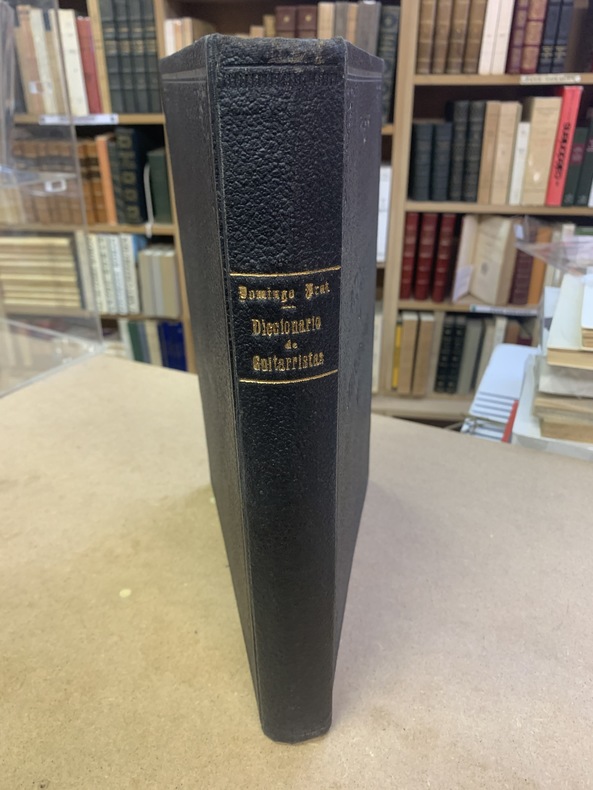 Domingo Prat
Diccionario
de
Guitarristas